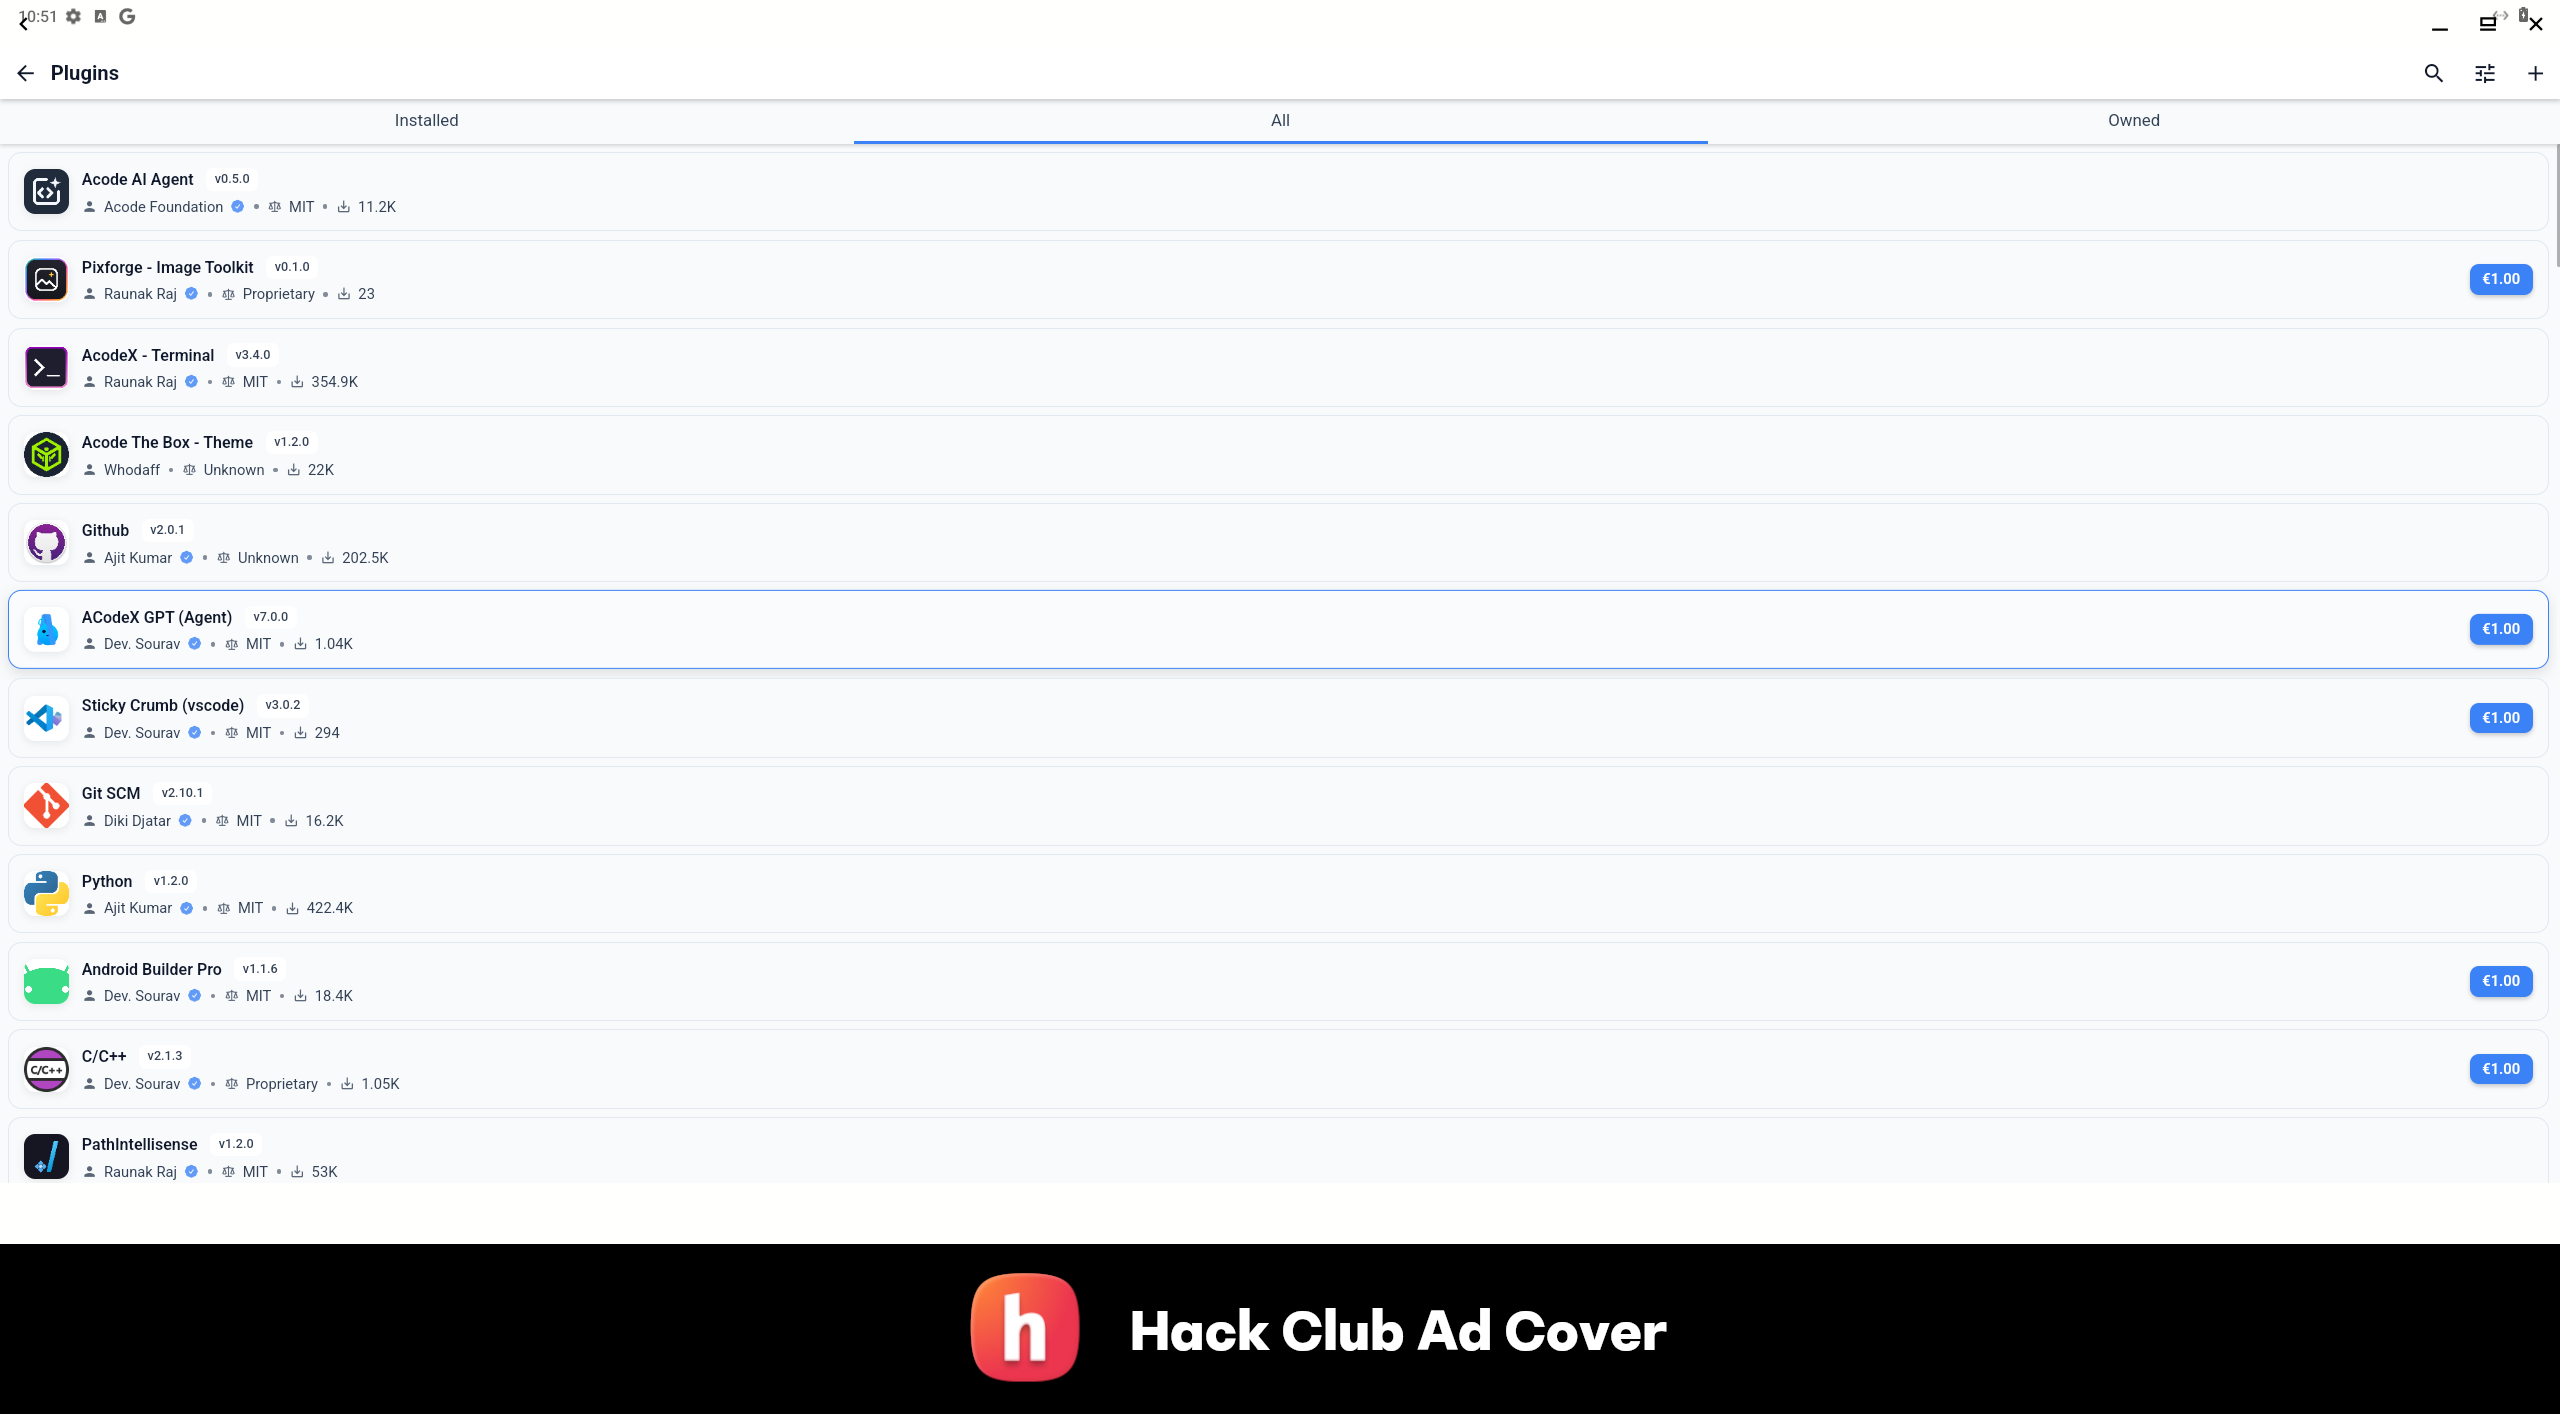 10:51
Plugins
Installed
All
Owned
Acode AI Agent v0.5.0
Acode Foundation • MIT • 11.2K
Pixforge - Image Toolkit v0.1.0
Raunak Raj • Proprietary • 23
€1.00
AcodeX - Terminal v3.4.0
Raunak Raj • MIT • 354.9K
Acode The Box - Theme v1.2.0
Whodaff • Unknown • 22K
Github v2.0.1
Ajit Kumar • Unknown • 202.5K
ACodeX GPT (Agent) v7.0.0
Dev. Sourav • MIT • 1.04K
€1.00
Sticky Crumb (vscode) v3.0.2
Dev. Sourav • MIT • 294
€1.00
Git SCM v2.10.1
Diki Djatar • MIT • 16.2K
Python v1.2.0
Ajit Kumar • MIT • 422.4K
Android Builder Pro v1.1.6
Dev. Sourav • MIT • 18.4K
€1.00
C/C++
C/C++ v2.1.3
Dev. Sourav • Proprietary • 1.05K
€1.00
PathIntellisense v1.2.0
Raunak Raj • MIT • 53K
h
Hack Club Ad Cover